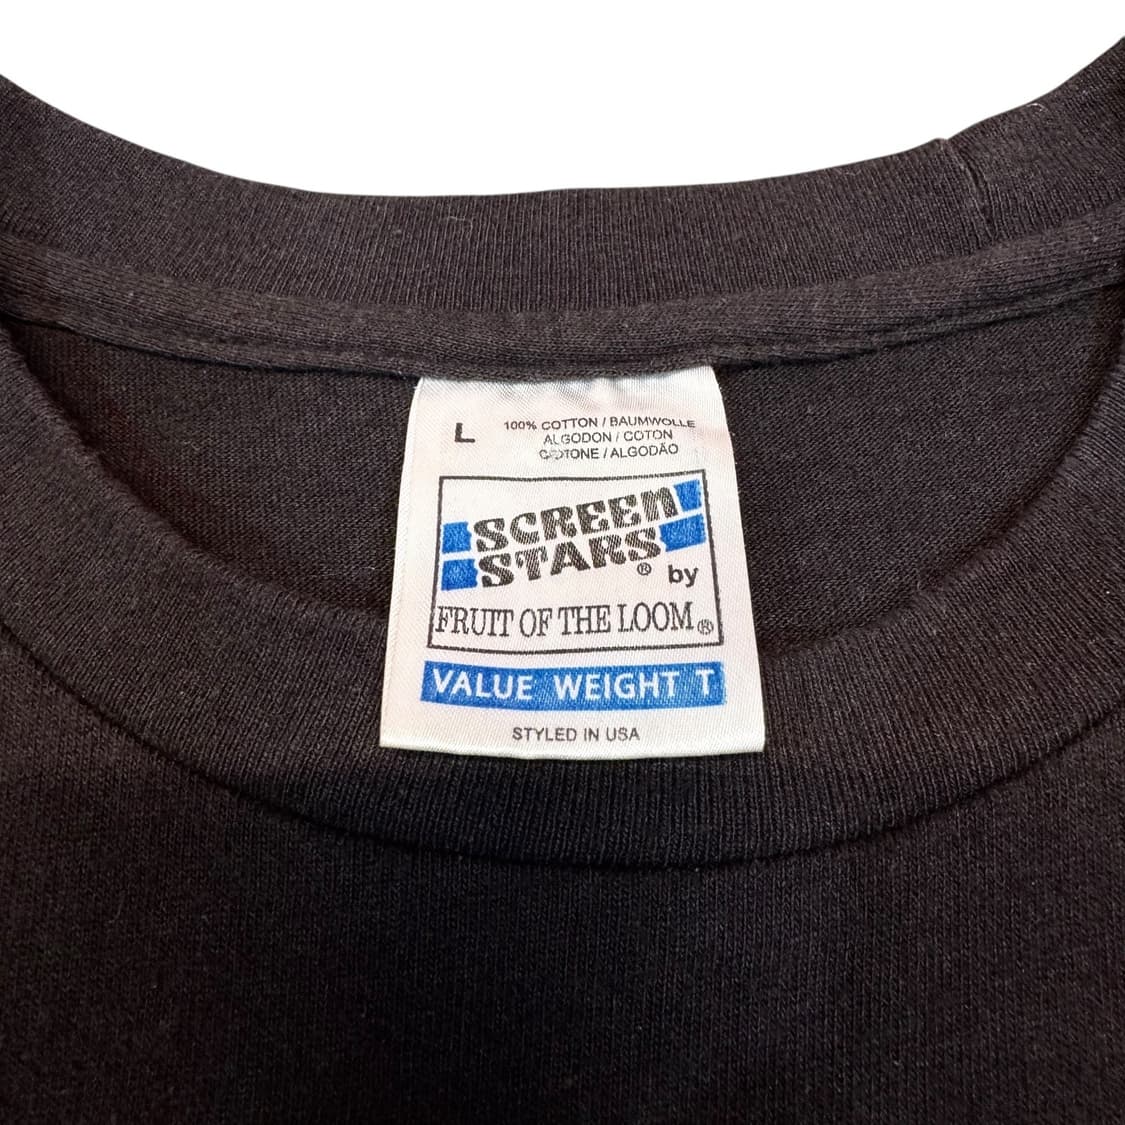 L
100% COTTON / BAUMWOLLE
ALGODON / COTON
COTONE / ALGODÃO
SCREEN
STARS ® by
FRUIT OF THE LOOM ®
VALUE WEIGHT T
STYLED IN USA